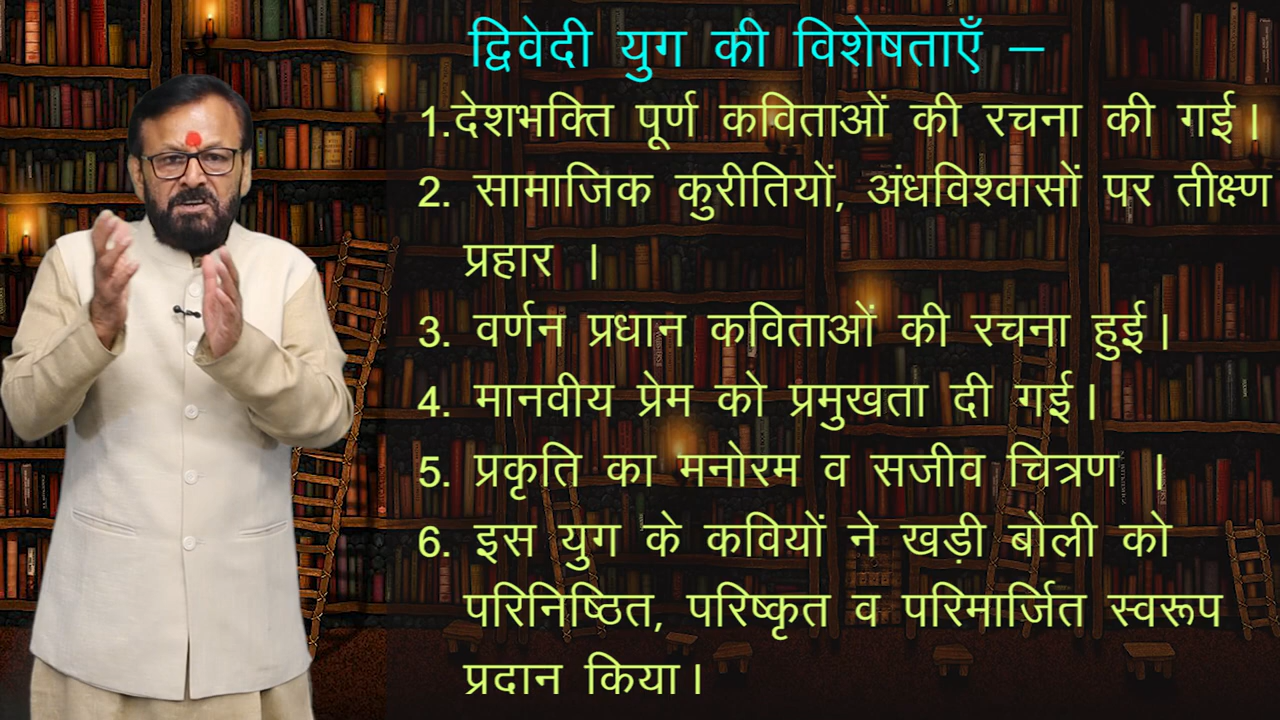 द्विवेदी युग की विशेषताएँ –
1.देशभक्ति पूर्ण कविताओं की रचना की गई।
2. सामाजिक कुरीतियों, अंधविश्वासों पर तीक्ष्ण
प्रहार ।
3. वर्णन प्रधान कविताओं की रचना हुई।
4. मानवीय प्रेम को प्रमुखता दी गई।
5. प्रकृति का मनोरम व सजीव चित्रण ।
6. इस युग के कवियों ने खड़ी बोली को
परिनिष्ठित, परिष्कृत व परिमार्जित स्वरूप
प्रदान किया।